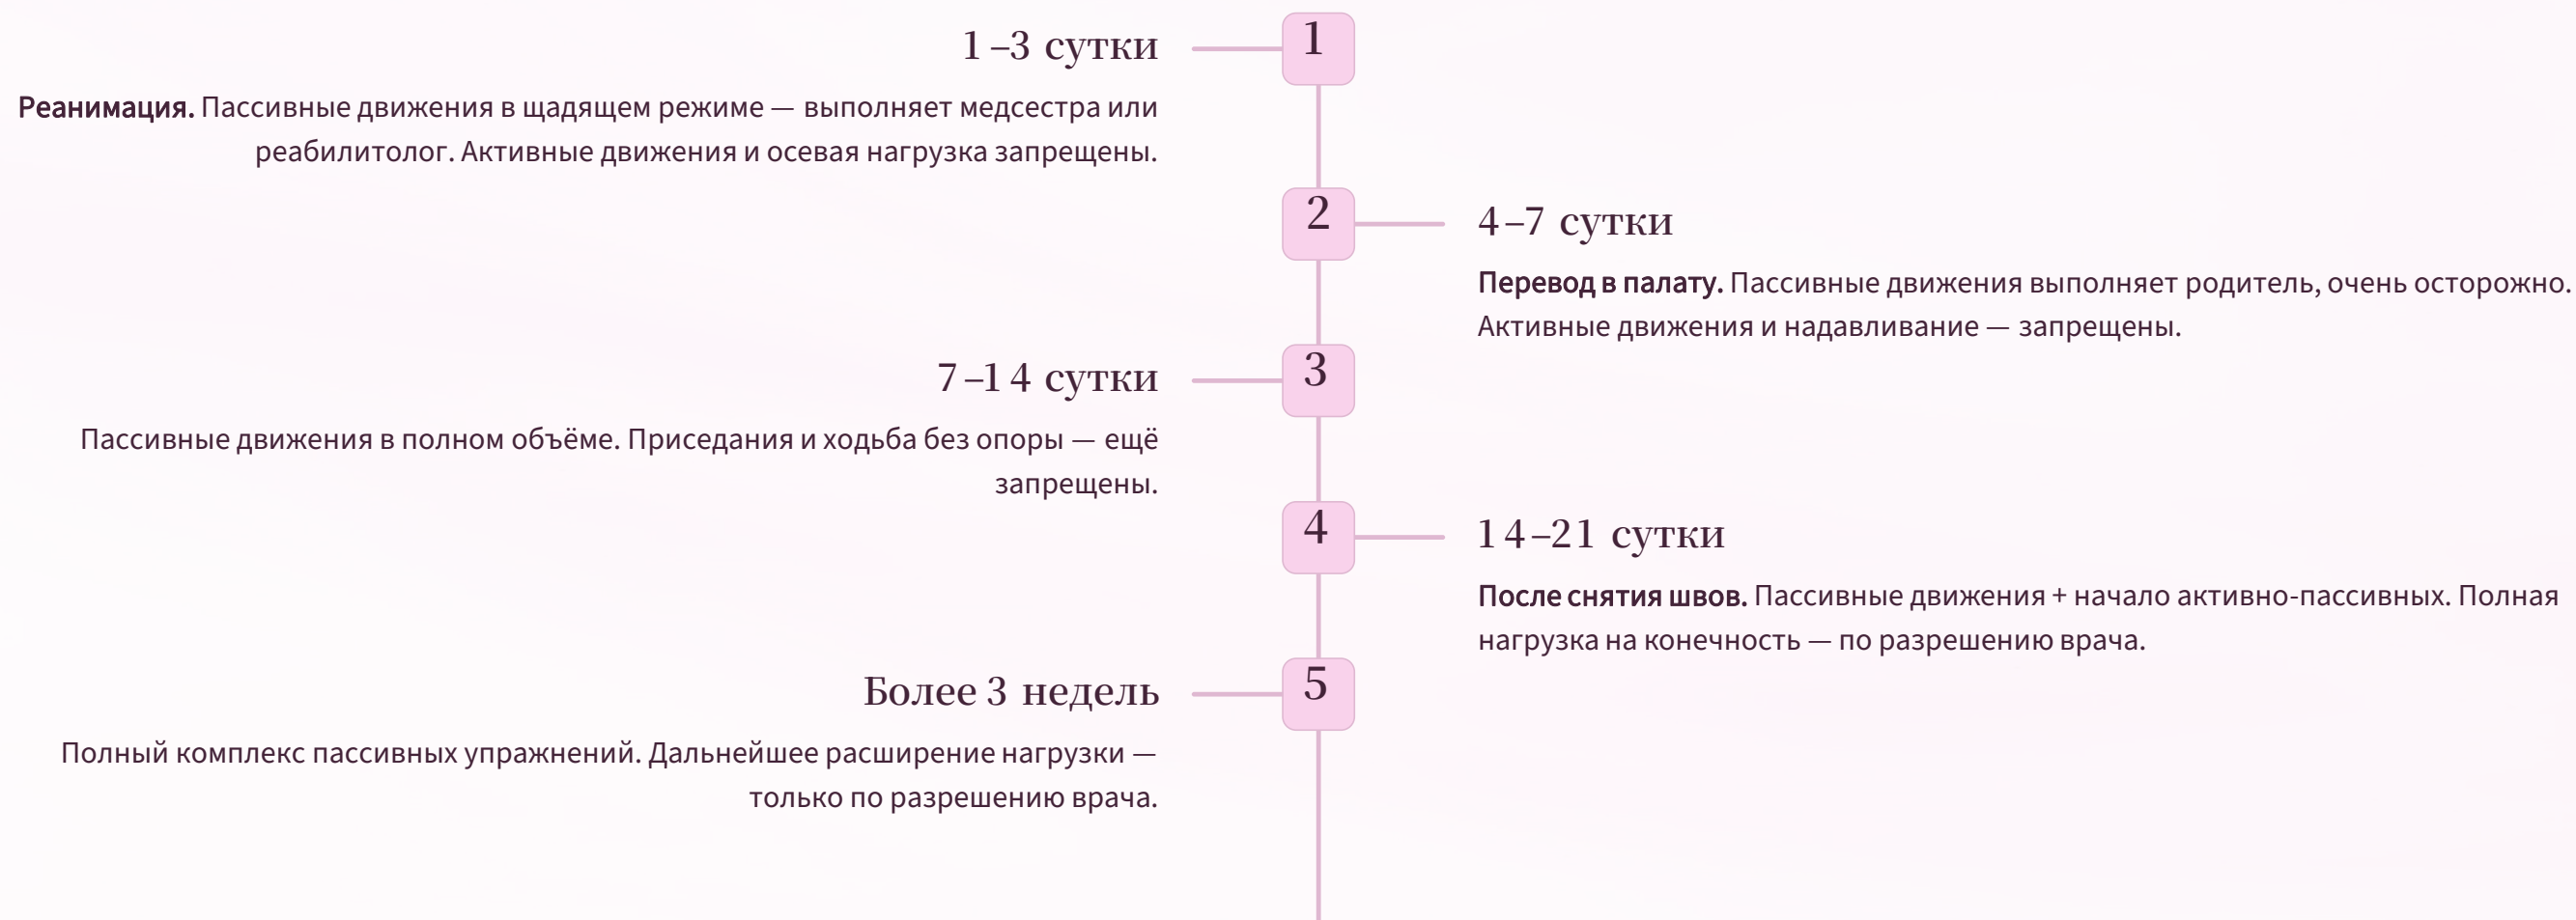 1
1–3 сутки
Реанимация. Пассивные движения в щадящем режиме — выполняет медсестра или
реабилитолог. Активные движения и осевая нагрузка запрещены.
2
4–7 сутки
Перевод в палату. Пассивные движения выполняет родитель, очень осторожно.
Активные движения и надавливание — запрещены.
3
7–14 сутки
Пассивные движения в полном объёме. Приседания и ходьба без опоры — ещё
запрещены.
4
14–21 сутки
После снятия швов. Пассивные движения + начало активно-пассивных. Полная
нагрузка на конечность — по разрешению врача.
5
Более 3 недель
Полный комплекс пассивных упражнений. Дальнейшее расширение нагрузки —
только по разрешению врача.